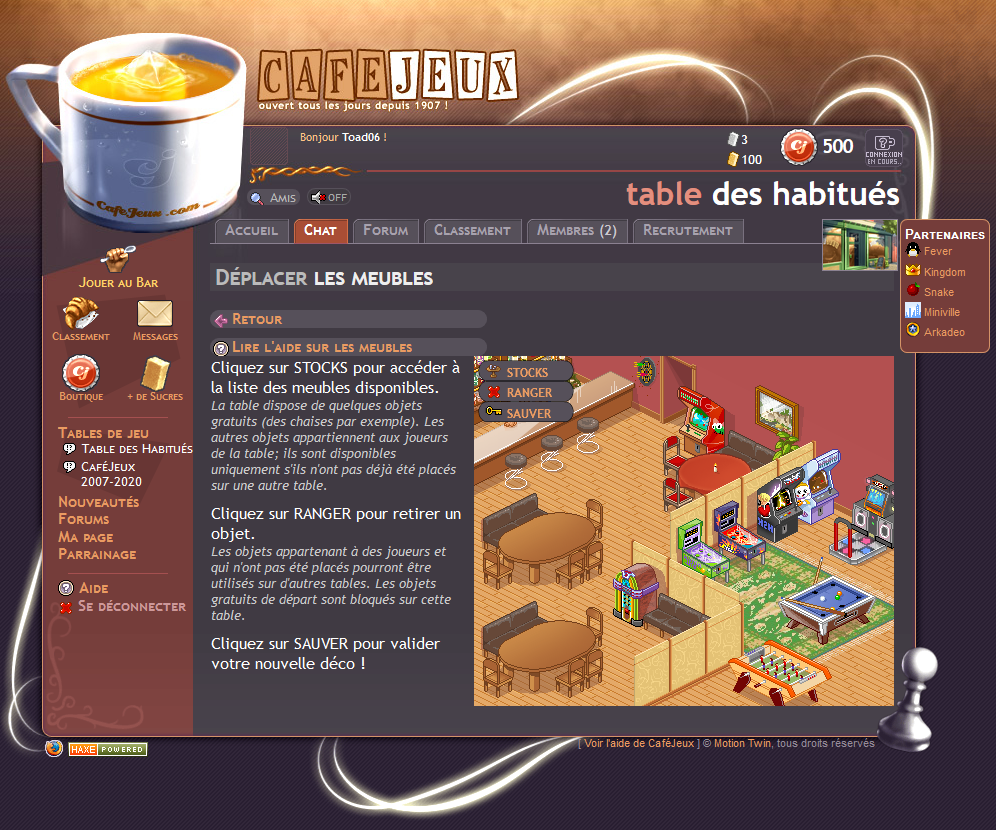 CAFEJEUX
ouvert tous les jours depuis 1907 !
Bonjour Toad06 !
3
100
cj
500
CONNEXION
EN COURS..
CafeJeux.com
Amis
OFF
table des habitués
Accueil
Chat
Forum
Classement
Membres (2)
Recrutement
Partenaires
Fever
Kingdom
Snake
Miniville
Arkadeo
Jouer au Bar
Classement
Messages
cj
Boutique
+ de Sucres
Tables de jeu
Table des Habitués
CaféJeux
2007-2020
Nouveautés
Forums
Ma page
Parrainage
Aide
Se déconnecter
Déplacer les meubles
Retour
Lire l'aide sur les meubles
Cliquez sur STOCKS pour accéder à
la liste des meubles disponibles.
La table dispose de quelques objets
gratuits (des chaises par exemple). Les
autres objets appartiennent aux joueurs
de la table; ils sont disponibles
uniquement s'ils n'ont pas déjà été placés
sur une autre table.
Cliquez sur RANGER pour retirer un
objet.
Les objets appartenant à des joueurs et
qui n'ont pas été placés pourront être
utilisés sur d'autres tables. Les objets
gratuits de départ sont bloqués sur cette
table.
Cliquez sur SAUVER pour valider
votre nouvelle déco !
STOCKS
RANGER
SAUVER
HAXE POWERED
[ Voir l'aide de CaféJeux ] © Motion Twin, tous droits réservés